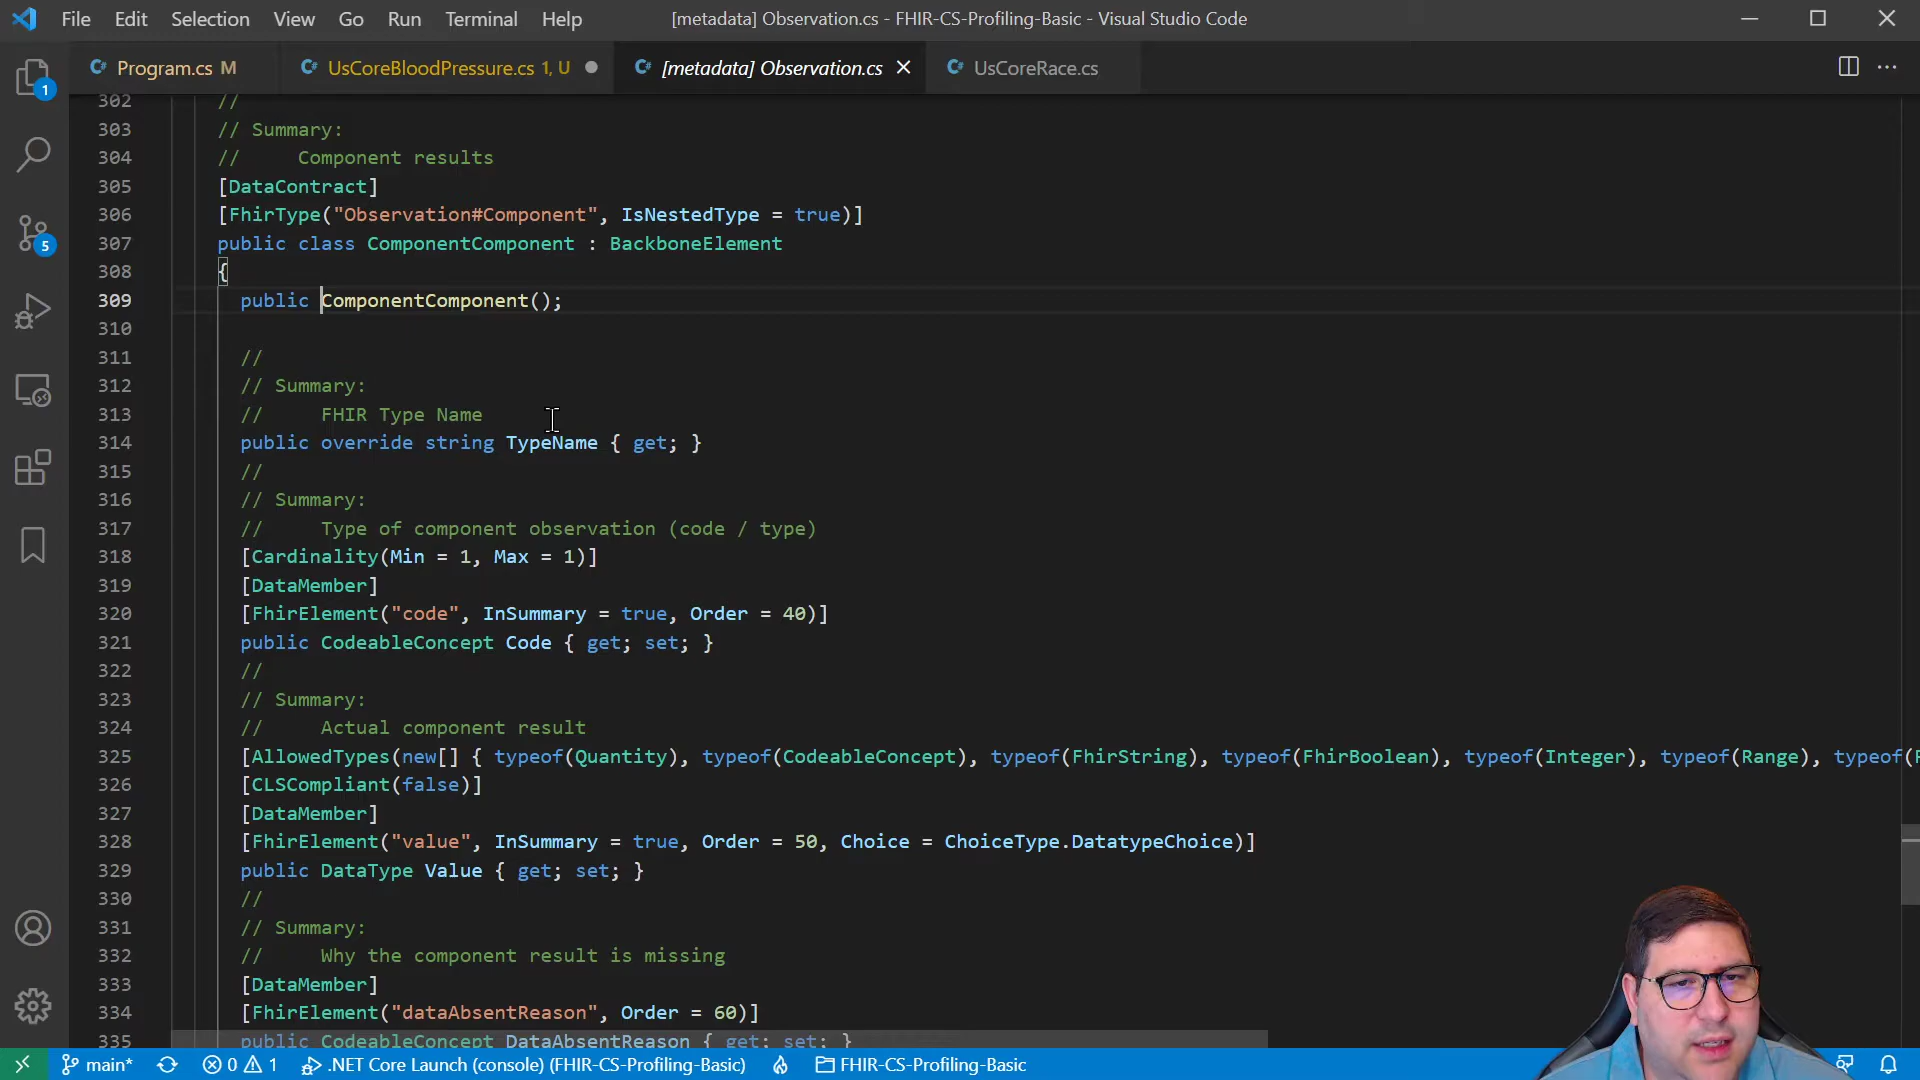 File Edit Selection View Go Run Terminal Help
[metadata] Observation.cs - FHIR-CS-Profiling-Basic - Visual Studio Code
Program.cs M
UsCoreBloodPressure.cs 1, U
[metadata] Observation.cs
UsCoreRace.cs
302 //
303 // Summary:
304 //     Component results
305 [DataContract]
306 [FhirType("Observation#Component", IsNestedType = true)]
307 public class ComponentComponent : BackboneElement
308 {
309 public ComponentComponent();
310
311 //
312 // Summary:
313 //     FHIR Type Name
314 public override string TypeName { get; }
315 //
316 // Summary:
317 //     Type of component observation (code / type)
318 [Cardinality(Min = 1, Max = 1)]
319 [DataMember]
320 [FhirElement("code", InSummary = true, Order = 40)]
321 public CodeableConcept Code { get; set; }
322 //
323 // Summary:
324 //     Actual component result
325 [AllowedTypes(new[] { typeof(Quantity), typeof(CodeableConcept), typeof(FhirString), typeof(FhirBoolean), typeof(Integer), typeof(Range), typeof(
326 [CLSCompliant(false)]
327 [DataMember]
328 [FhirElement("value", InSummary = true, Order = 50, Choice = ChoiceType.DatatypeChoice)]
329 public DataType Value { get; set; }
330 //
331 // Summary:
332 //     Why the component result is missing
333 [DataMember]
334 [FhirElement("dataAbsentReason", Order = 60)]
335 public CodeableConcept DataAbsentReason { get; set; }
1
5
main* 0 1 .NET Core Launch (console) (FHIR-CS-Profiling-Basic) FHIR-CS-Profiling-Basic